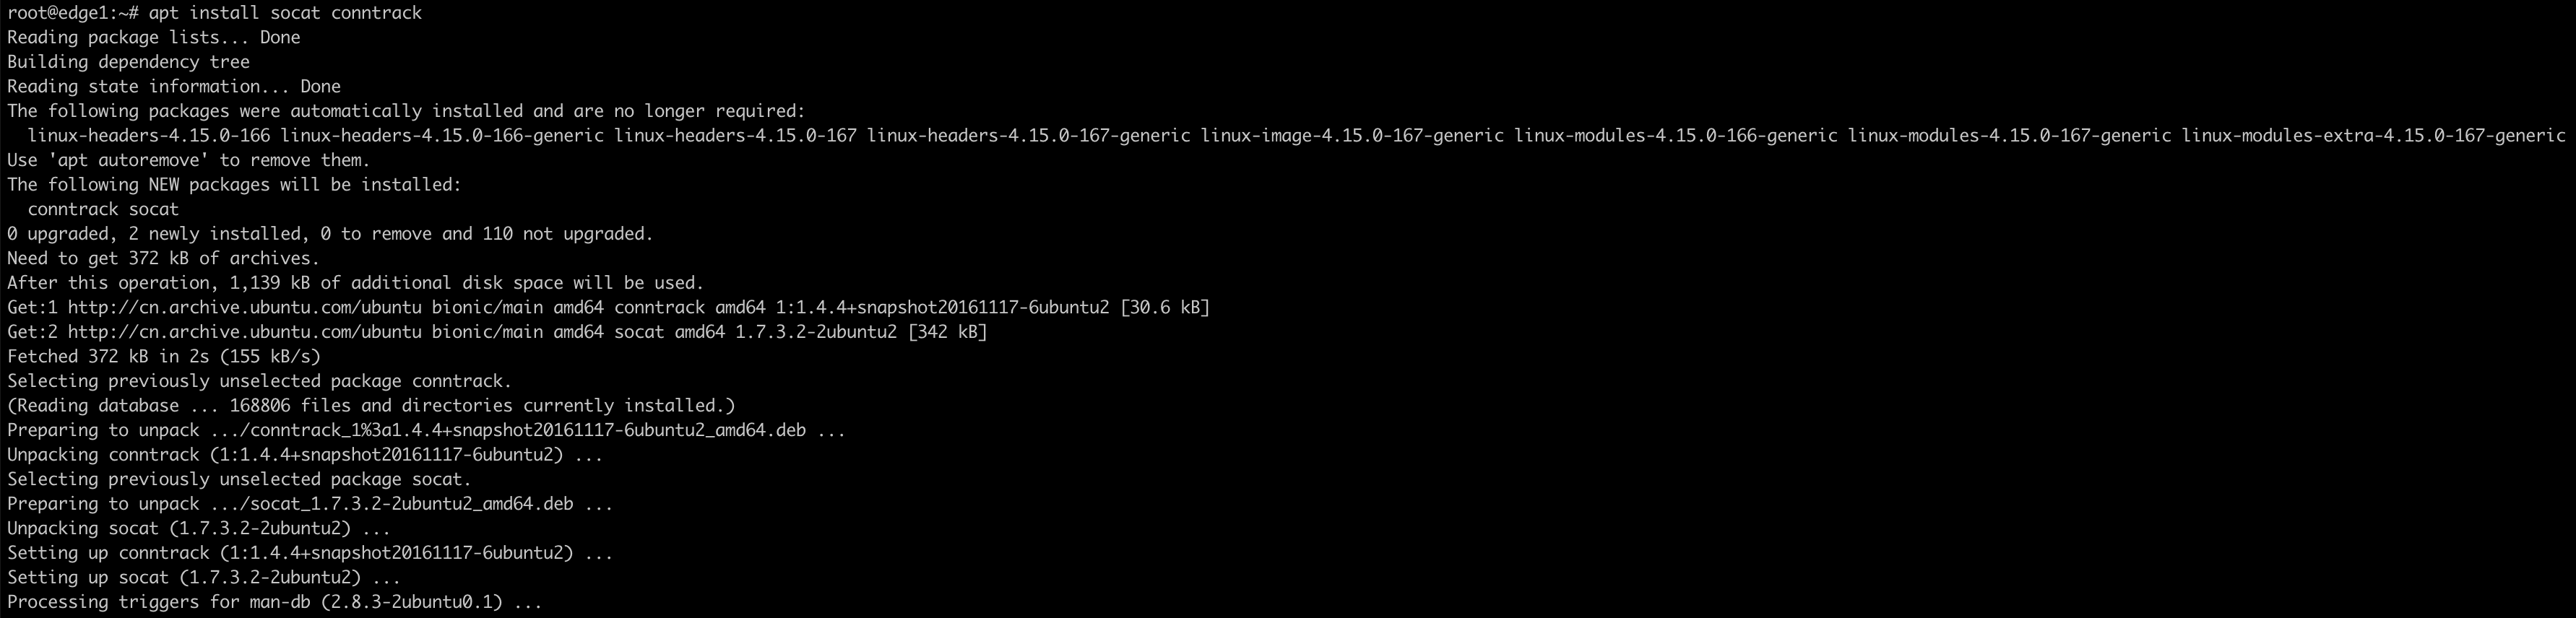 root@edge1:~# apt install socat conntrack
Reading package lists... Done
Building dependency tree
Reading state information... Done
The following packages were automatically installed and are no longer required:
  linux-headers-4.15.0-166 linux-headers-4.15.0-166-generic linux-headers-4.15.0-167 linux-headers-4.15.0-167-generic linux-image-4.15.0-167-generic linux-modules-4.15.0-166-generic linux-modules-4.15.0-167-generic linux-modules-extra-4.15.0-167-generic
Use 'apt autoremove' to remove them.
The following NEW packages will be installed:
  conntrack socat
0 upgraded, 2 newly installed, 0 to remove and 110 not upgraded.
Need to get 372 kB of archives.
After this operation, 1,139 kB of additional disk space will be used.
Get:1 http://cn.archive.ubuntu.com/ubuntu bionic/main amd64 conntrack amd64 1:1.4.4+snapshot20161117-6ubuntu2 [30.6 kB]
Get:2 http://cn.archive.ubuntu.com/ubuntu bionic/main amd64 socat amd64 1.7.3.2-2ubuntu2 [342 kB]
Fetched 372 kB in 2s (155 kB/s)
Selecting previously unselected package conntrack.
(Reading database ... 168806 files and directories currently installed.)
Preparing to unpack .../conntrack_1%3a1.4.4+snapshot20161117-6ubuntu2_amd64.deb ...
Unpacking conntrack (1:1.4.4+snapshot20161117-6ubuntu2) ...
Selecting previously unselected package socat.
Preparing to unpack .../socat_1.7.3.2-2ubuntu2_amd64.deb ...
Unpacking socat (1.7.3.2-2ubuntu2) ...
Setting up conntrack (1:1.4.4+snapshot20161117-6ubuntu2) ...
Setting up socat (1.7.3.2-2ubuntu2) ...
Processing triggers for man-db (2.8.3-2ubuntu0.1) ...